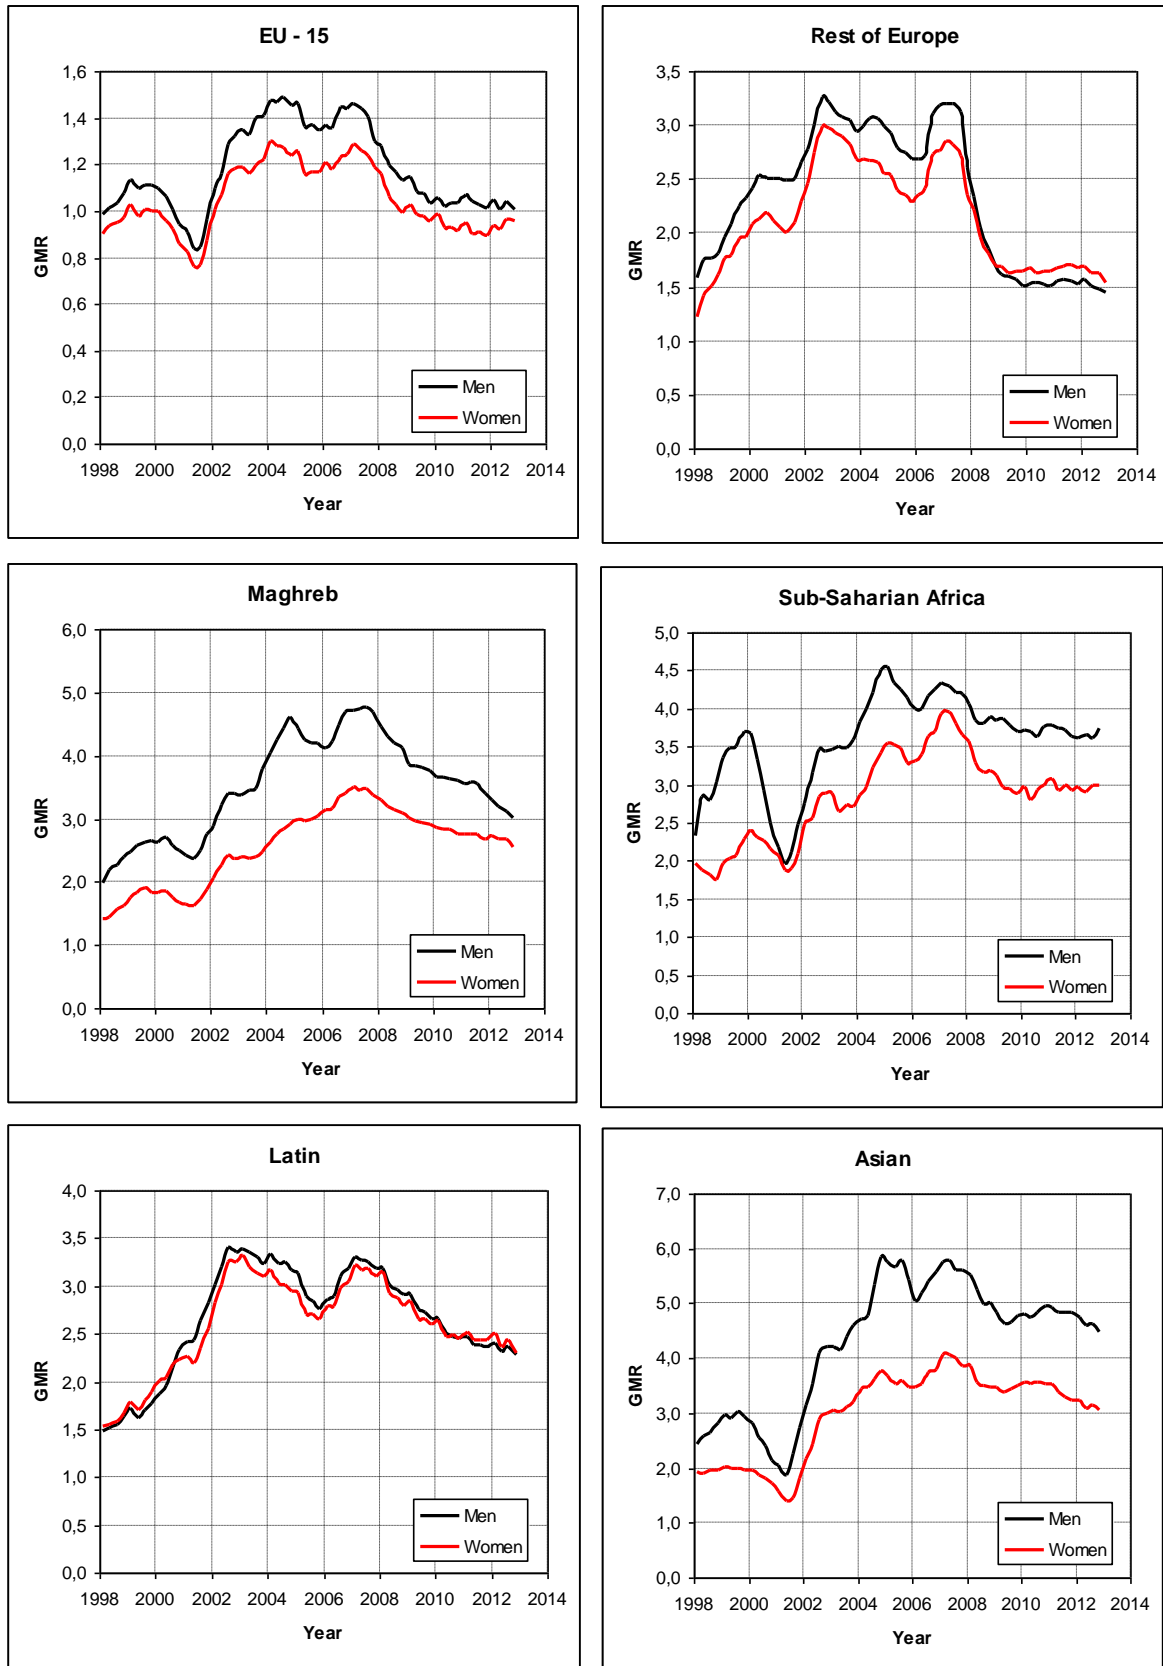 EU - 15
1,6
1,4
1,2
1,0
0,8
0,6
0,4
0,2
0,0
GMR
Men
Women
1998 2000 2002 2004 2006 2008 2010 2012 2014
Year
Rest of Europe
3,5
3,0
2,5
2,0
1,5
1,0
0,5
0,0
GMR
Men
Women
1998 2000 2002 2004 2006 2008 2010 2012 2014
Year
Maghreb
6,0
5,0
4,0
3,0
2,0
1,0
0,0
GMR
Men
Women
1998 2000 2002 2004 2006 2008 2010 2012 2014
Year
Sub-Saharian Africa
5,0
4,5
4,0
3,5
3,0
2,5
2,0
1,5
1,0
0,5
0,0
GMR
Men
Women
1998 2000 2002 2004 2006 2008 2010 2012 2014
Year
Latin
4,0
3,5
3,0
2,5
2,0
1,5
1,0
0,5
0,0
GMR
Men
Women
1998 2000 2002 2004 2006 2008 2010 2012 2014
Year
Asian
7,0
6,0
5,0
4,0
3,0
2,0
1,0
0,0
GMR
Men
Women
1998 2000 2002 2004 2006 2008 2010 2012 2014
Year